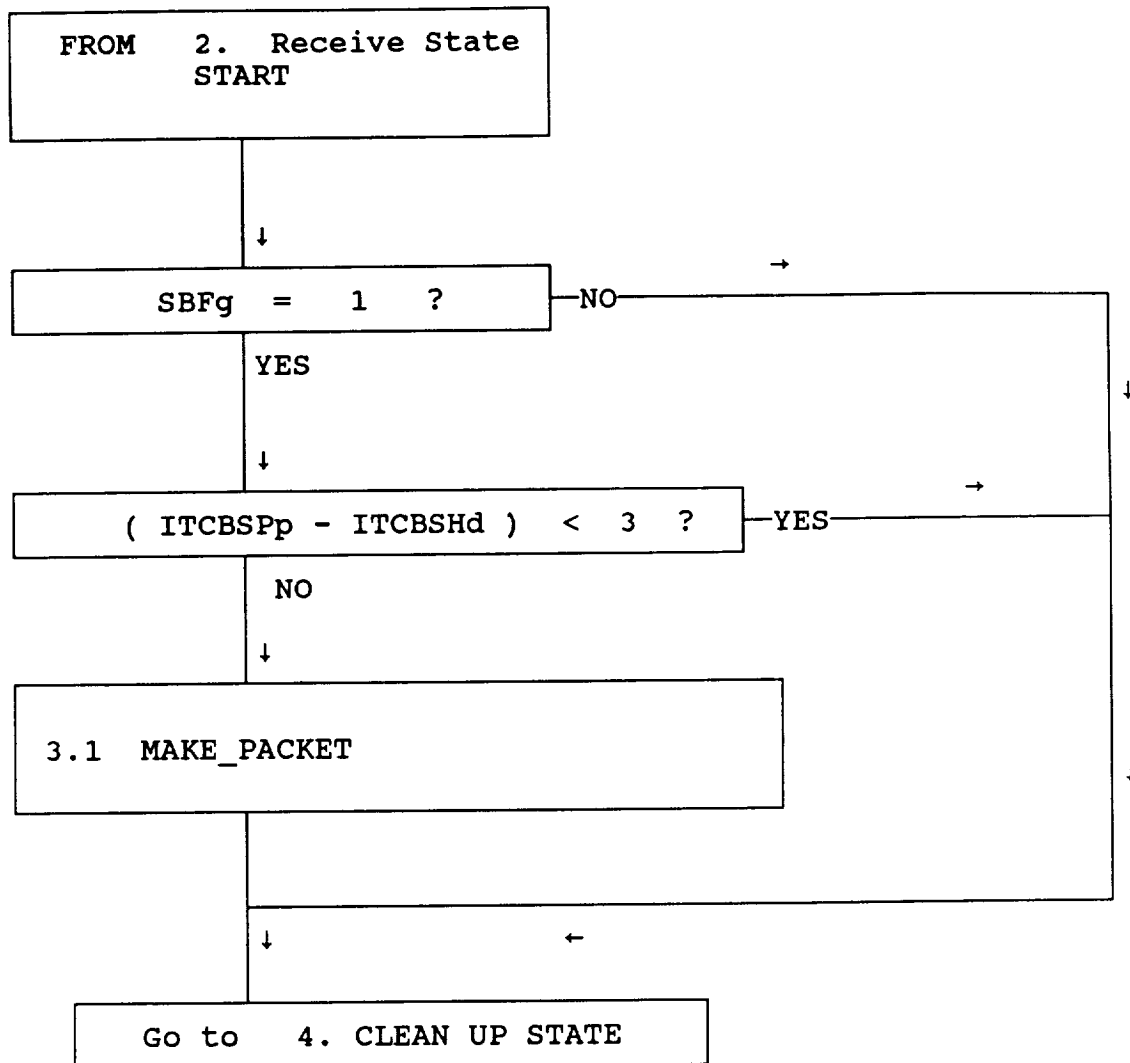 FROM 2. Receive State
START
↓
→
SBFg = 1 ?
NO
YES
↓
↓
→
( ITCBSPp - ITCBSHd ) < 3 ?
YES
NO
↓
3.1 MAKE_PACKET
↓
↓ ←
Go to 4. CLEAN UP STATE